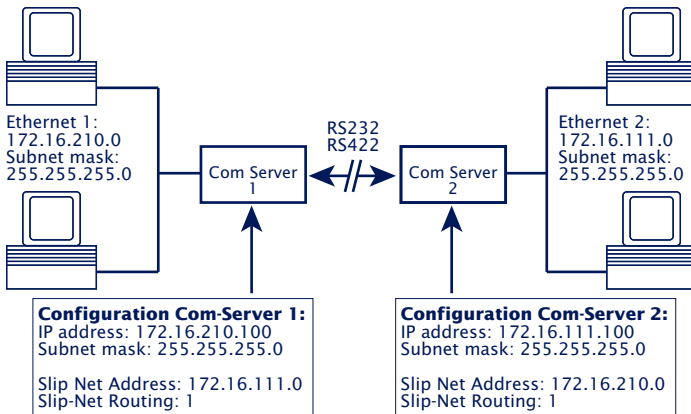 Ethernet 1:
172.16.210.0
Subnet mask:
255.255.255.0
RS232
RS422
Ethernet 2:
172.16.111.0
Subnet mask:
255.255.255.0
Com Server
1
Com Server
2
Configuration Com-Server 1:
IP address: 172.16.210.100
Subnet mask: 255.255.255.0
Slip Net Address: 172.16.111.0
Slip-Net Routing: 1
Configuration Com-Server 2:
IP address: 172.16.111.100
Subnet mask: 255.255.255.0
Slip Net Address: 172.16.210.0
Slip-Net Routing: 1